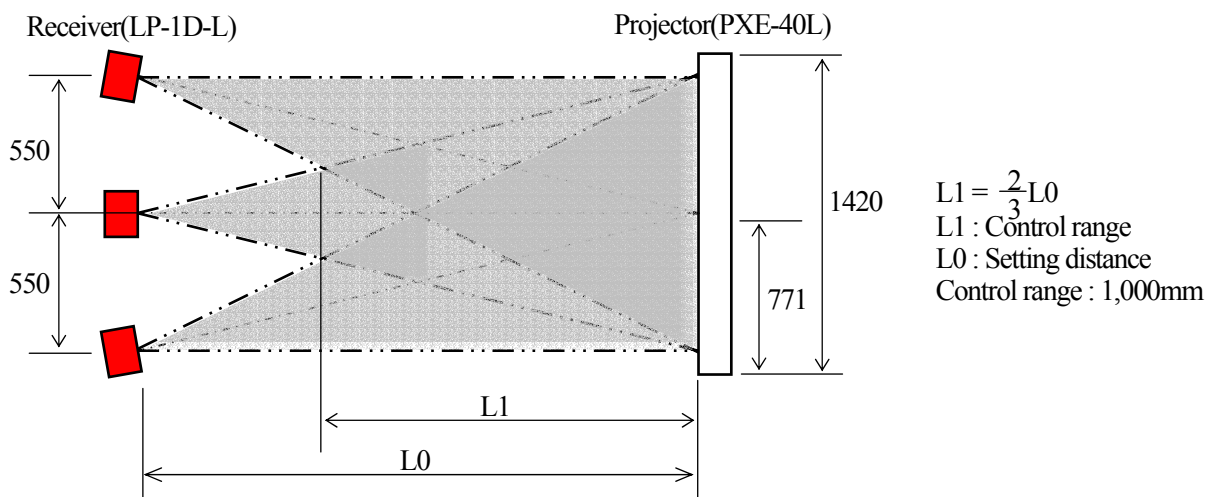 Receiver(LP-1D-L)
Projector(PXE-40L)
550
550
1420
771
L1
L0
L1 = 2/3 L0
L1 : Control range
L0 : Setting distance
Control range : 1,000mm